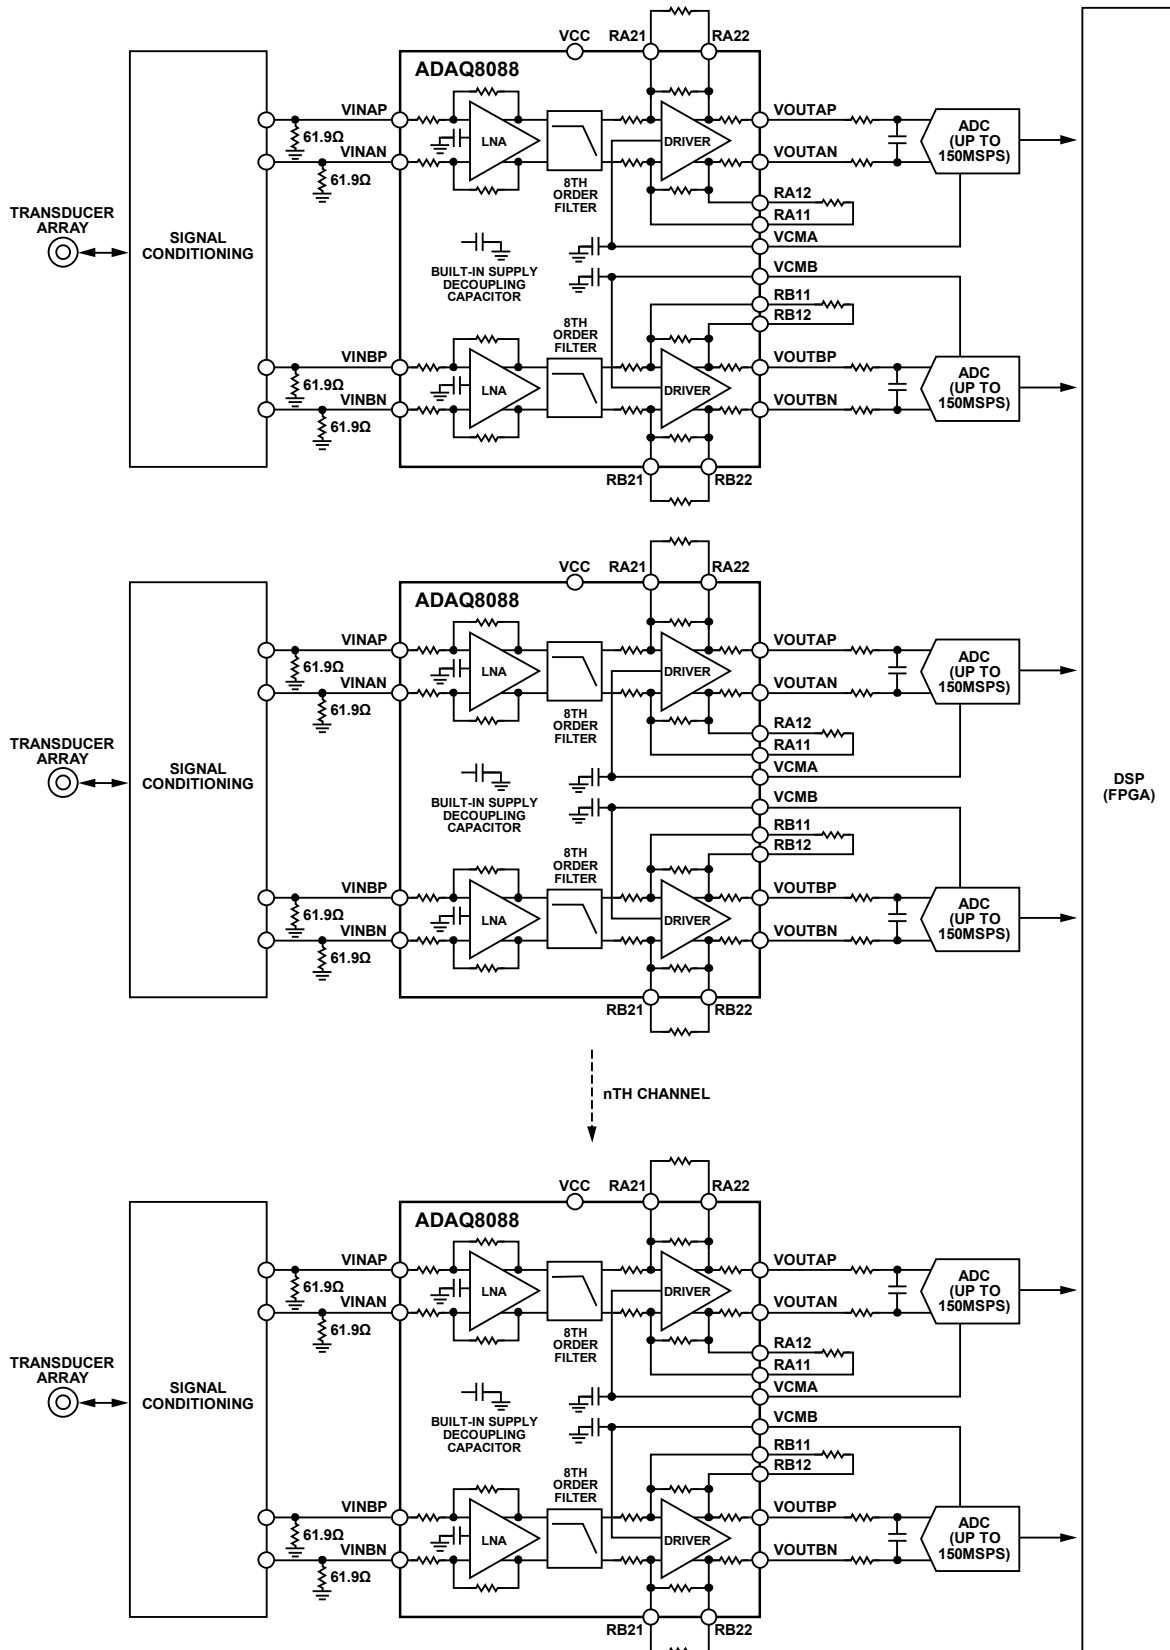 VCC
RA21
RA22
ADAQ8088
VINAP
61.9Ω
VINAN
61.9Ω
LNA
8TH
ORDER
FILTER
DRIVER
VOUTAP
VOUTAN
ADC
(UP TO
150MSPS)
RA12
RA11
VCMA
TRANSDUCER
ARRAY
SIGNAL
CONDITIONING
BUILT-IN SUPPLY
DECOUPLING
CAPACITOR
VCMB
RB11
RB12
8TH
ORDER
FILTER
VINBP
61.9Ω
VINBN
61.9Ω
LNA
DRIVER
VOUTBP
VOUTBN
ADC
(UP TO
150MSPS)
RB21
RB22
VCC
RA21
RA22
ADAQ8088
VINAP
61.9Ω
VINAN
61.9Ω
LNA
8TH
ORDER
FILTER
DRIVER
VOUTAP
VOUTAN
ADC
(UP TO
150MSPS)
RA12
RA11
VCMA
TRANSDUCER
ARRAY
SIGNAL
CONDITIONING
BUILT-IN SUPPLY
DECOUPLING
CAPACITOR
VCMB
RB11
RB12
DSP
(FPGA)
8TH
ORDER
FILTER
VINBP
61.9Ω
VINBN
61.9Ω
LNA
DRIVER
VOUTBP
VOUTBN
ADC
(UP TO
150MSPS)
RB21
RB22
nTH CHANNEL
VCC
RA21
RA22
ADAQ8088
VINAP
61.9Ω
VINAN
61.9Ω
LNA
8TH
ORDER
FILTER
DRIVER
VOUTAP
VOUTAN
ADC
(UP TO
150MSPS)
RA12
RA11
VCMA
TRANSDUCER
ARRAY
SIGNAL
CONDITIONING
BUILT-IN SUPPLY
DECOUPLING
CAPACITOR
VCMB
RB11
RB12
8TH
ORDER
FILTER
VINBP
61.9Ω
VINBN
61.9Ω
LNA
DRIVER
VOUTBP
VOUTBN
ADC
(UP TO
150MSPS)
RB21
RB22